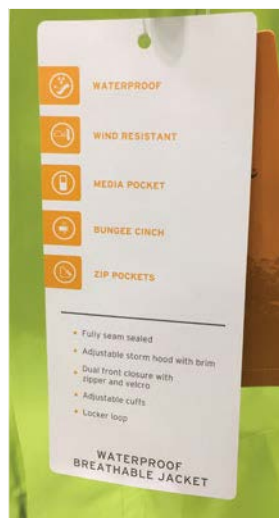 WATERPROOF
WIND RESISTANT
MEDIA POCKET
BUNGEE CINCH
ZIP POCKETS
• Fully seam sealed
• Adjustable storm hood with brim
• Dual front closure with
zipper and velcro
• Adjustable cuffs
• Locker loop
WATERPROOF
BREATHABLE JACKET